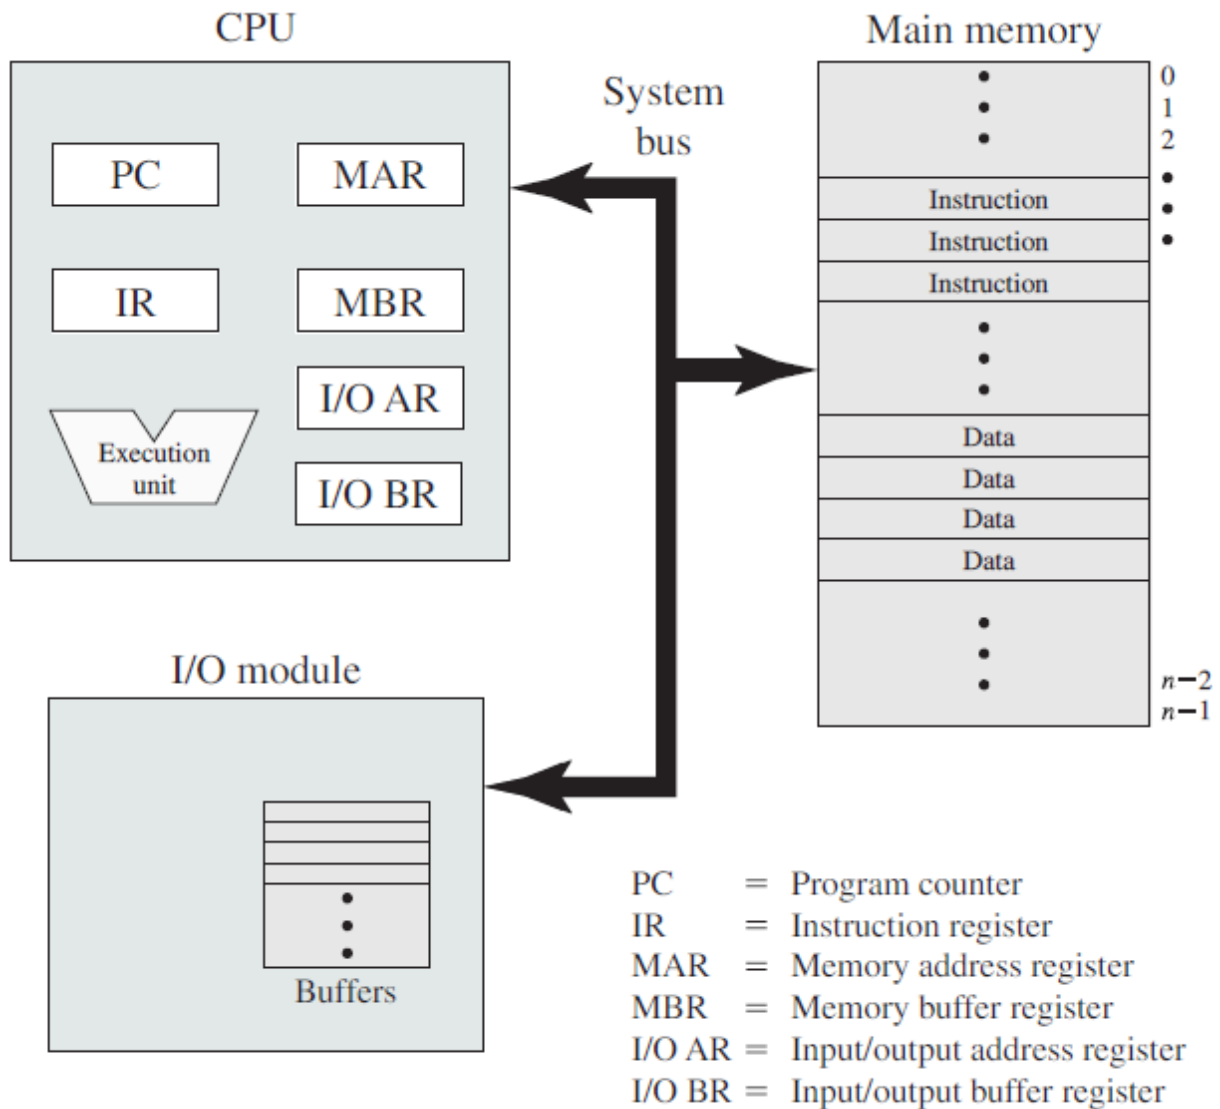 CPU
PC
MAR
IR
MBR
I/O AR
I/O BR
Execution
unit
System
bus
Main memory
0
1
2
Instruction
Instruction
Instruction
Data
Data
Data
Data
n−2
n−1
I/O module
Buffers
PC = Program counter
IR = Instruction register
MAR = Memory address register
MBR = Memory buffer register
I/O AR = Input/output address register
I/O BR = Input/output buffer register